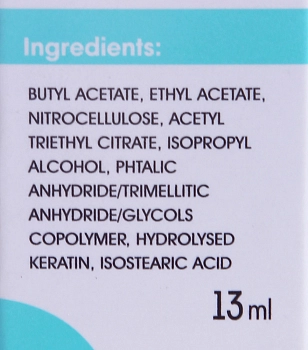 Ingredients:
BUTYL ACETATE, ETHYL ACETATE,
NITROCELLULOSE, ACETYL
TRIETHYL CITRATE, ISOPROPYL
ALCOHOL, PHTALIC
ANHYDRIDE/TRIMELLITIC
ANHYDRIDE/GLYCOLS
COPOLYMER, HYDROLYSED
KERATIN, ISOSTEARIC ACID
13 ml